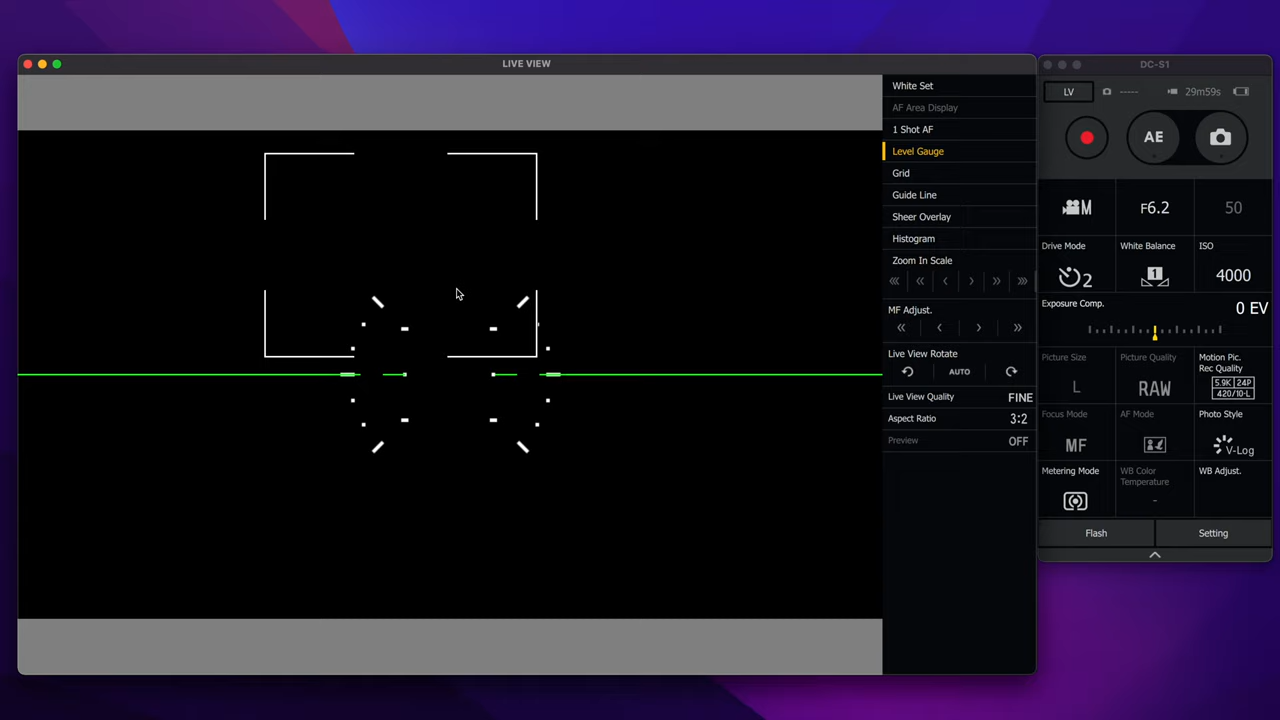 LIVE VIEW
White Set
AF Area Display
1 Shot AF
Level Gauge
Grid
Guide Line
Sheer Overlay
Histogram
Zoom In Scale
MF Adjust.
Live View Rotate
AUTO
Live View Quality FINE
Aspect Ratio 3:2
Preview OFF
DC-S1
LV ----- 29m59s
AE
M F6.2 50
Drive Mode White Balance ISO
2 1 4000
Exposure Comp. 0 EV
Picture Size Picture Quality Motion Pic.
Rec Quality
L RAW 5.9K 24P
420/10-L
Focus Mode AF Mode Photo Style
MF V-Log
Metering Mode WB Color
Temperature WB Adjust.
-
Flash Setting